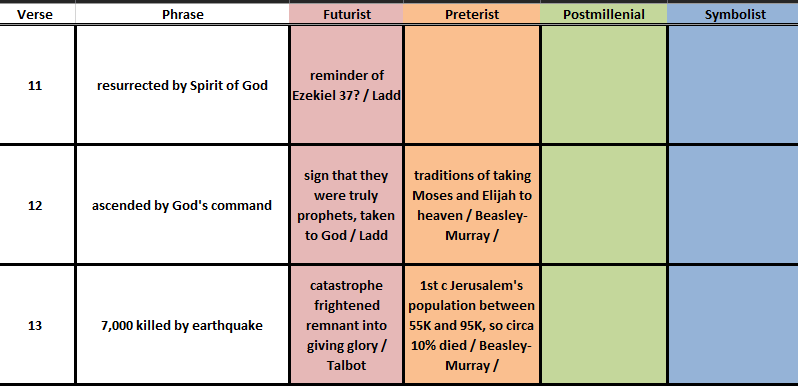 Verse Phrase Futurist Preterist Postmillenial Symbolist
11
resurrected by Spirit of God
reminder of
Ezekiel 37? / Ladd
12
ascended by God's command
sign that they
were truly
prophets, taken
to God / Ladd
traditions of taking
Moses and Elijah to
heaven / Beasley-
Murray /
13
7,000 killed by earthquake
catastrophe
frightened
remnant into
giving glory /
Talbot
1st c Jerusalem's
population between
55K and 95K, so circa
10% died / Beasley-
Murray /